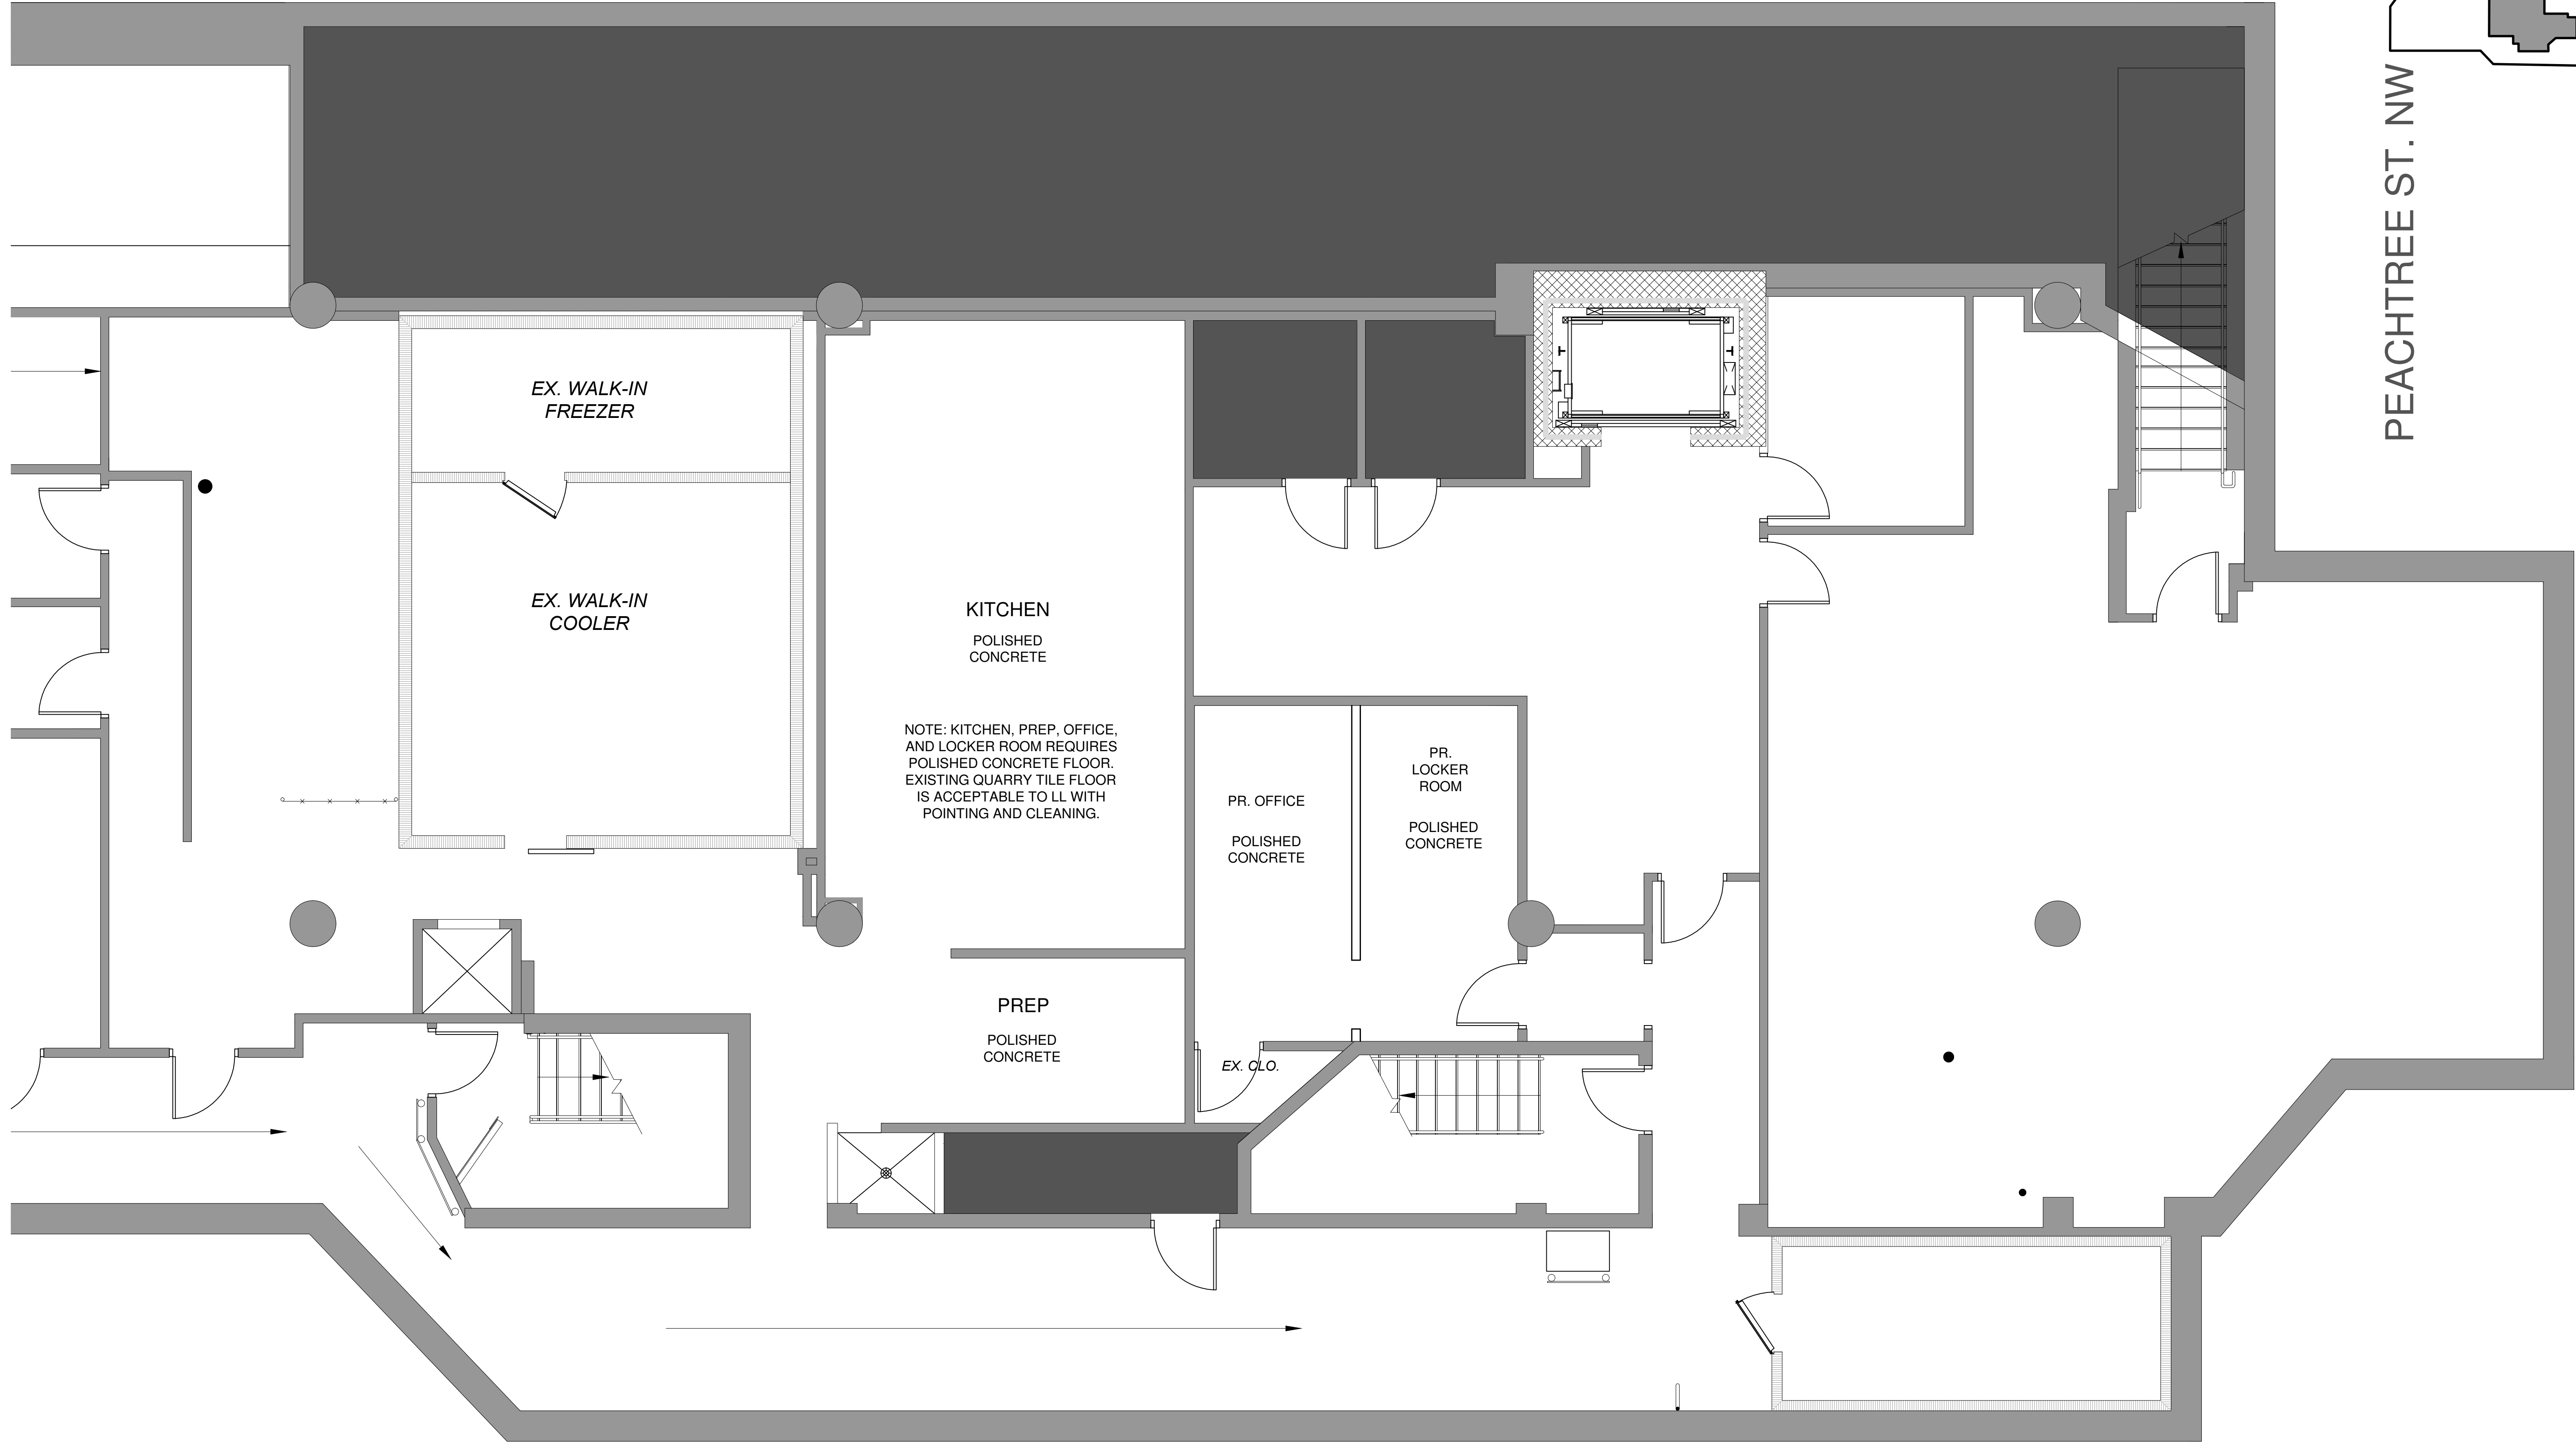 PEACHTREE ST. NW
EX. WALK-IN
FREEZER
EX. WALK-IN
COOLER
KITCHEN
POLISHED
CONCRETE
NOTE: KITCHEN, PREP, OFFICE,
AND LOCKER ROOM REQUIRES
POLISHED CONCRETE FLOOR.
EXISTING QUARRY TILE FLOOR
IS ACCEPTABLE TO LL WITH
POINTING AND CLEANING.
PR. OFFICE
POLISHED
CONCRETE
PR.
LOCKER
ROOM
POLISHED
CONCRETE
PREP
POLISHED
CONCRETE
EX. CLO.